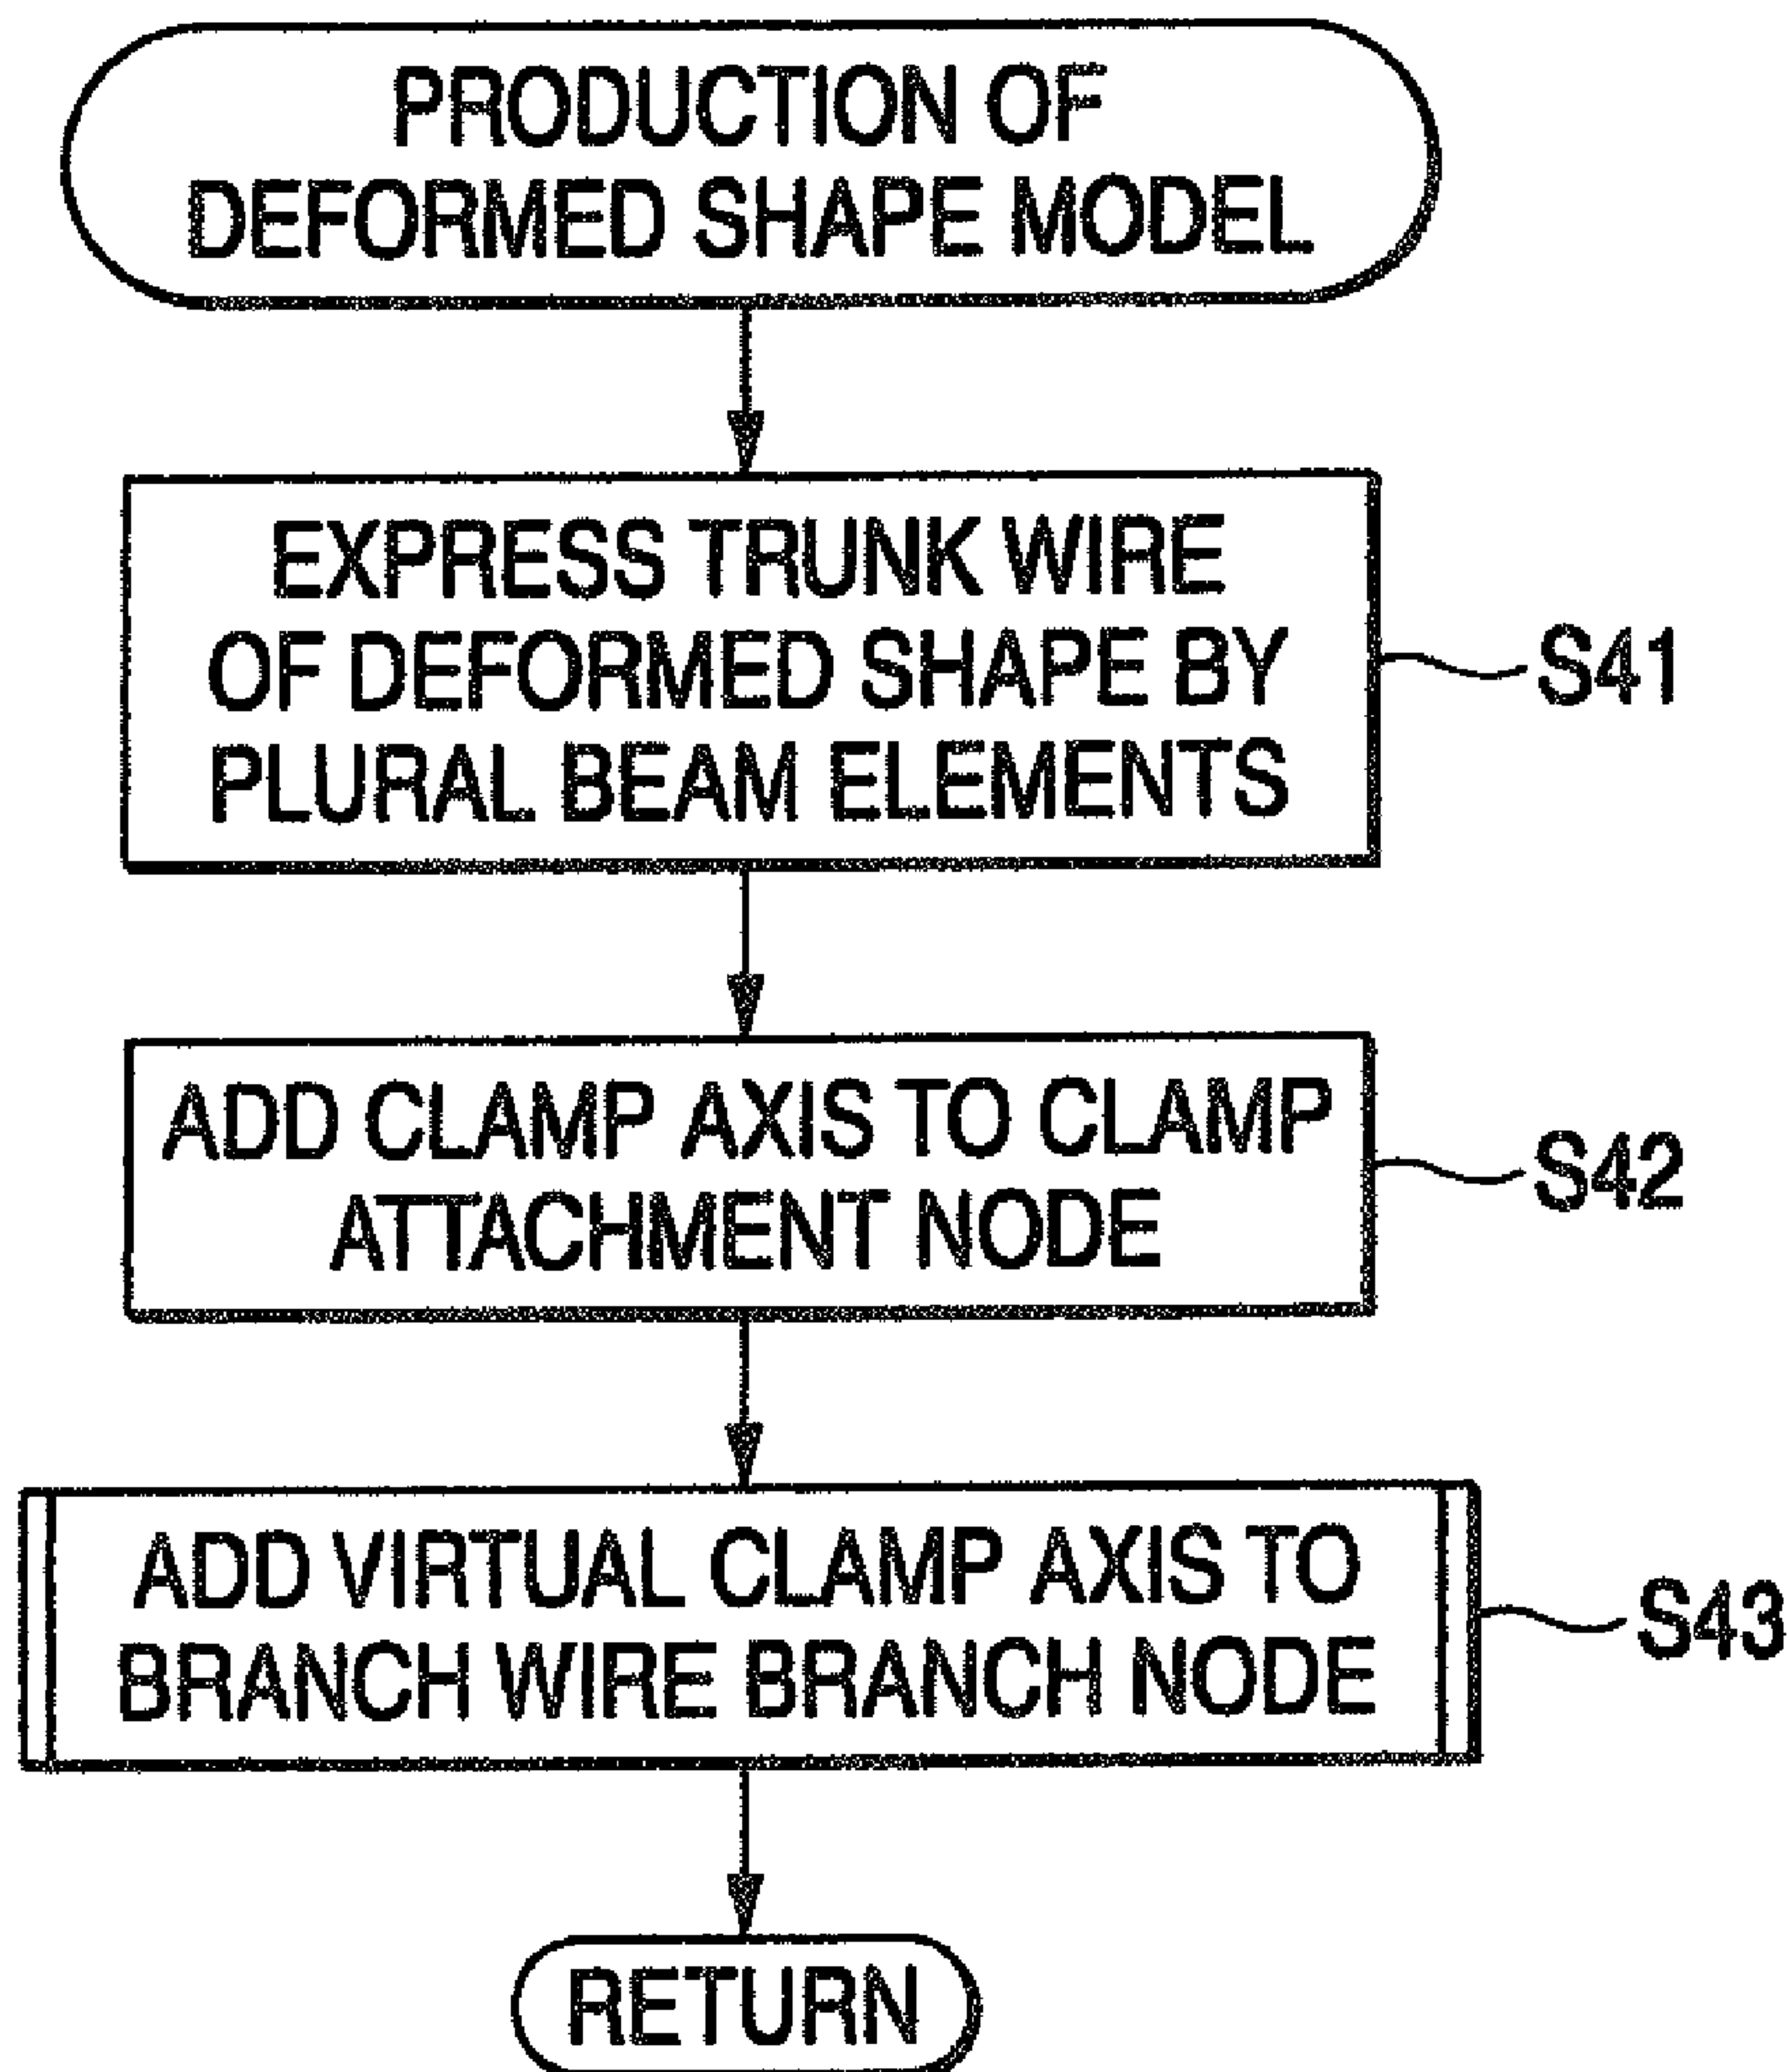 PRODUCTION OF
DEFORMED SHAPE MODEL
EXPRESS TRUNK WIRE
OF DEFORMED SHAPE BY
PLURAL BEAM ELEMENTS
S41
ADD CLAMP AXIS TO CLAMP
ATTACHMENT NODE
S42
ADD VIRTUAL CLAMP AXIS TO
BRANCH WIRE BRANCH NODE
S43
RETURN